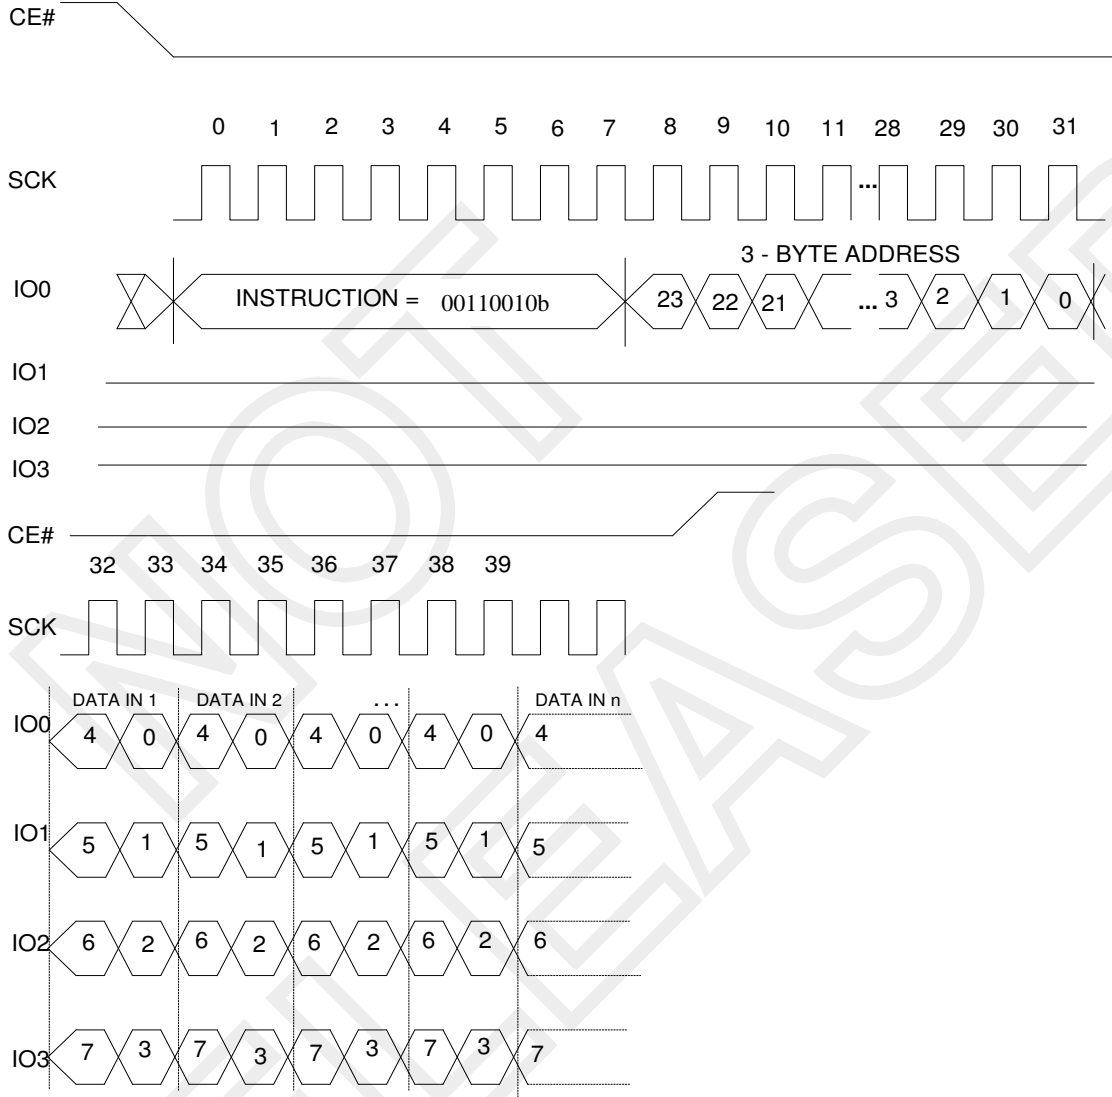 CE#
0 1 2 3 4 5 6 7 8 9 10 11 28 29 30 31
SCK ...
3 - BYTE ADDRESS
IO0 INSTRUCTION = 00110010b 23 22 21 ... 3 2 1 0
IO1
IO2
IO3
CE#
32 33 34 35 36 37 38 39
SCK
DATA IN 1 DATA IN 2 ... DATA IN n
IO0 4 0 4 0 4 0 4 0 4
IO1 5 1 5 1 5 1 5 1 5
IO2 6 2 6 2 6 2 6 2 6
IO3 7 3 7 3 7 3 7 3 7
NOT